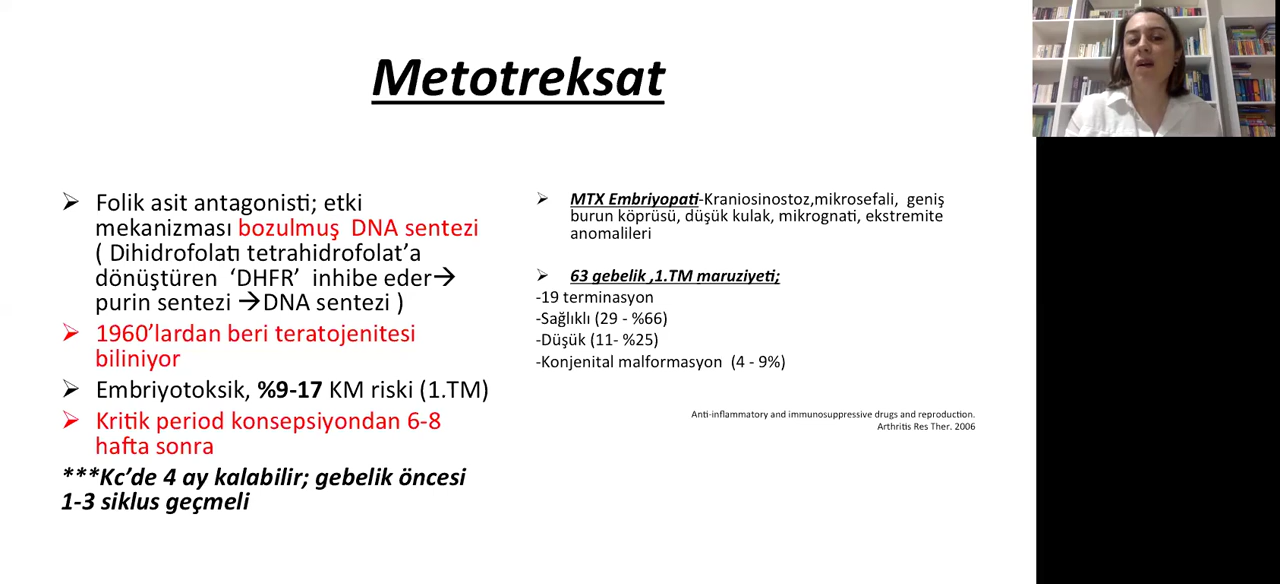 Metotreksat
➢ Folik asit antagonisti; etki
mekanizması bozulmuş DNA sentezi
( Dihidrofolatı tetrahidrofolat’a
dönüştüren ‘DHFR’ inhibe eder→
purin sentezi →DNA sentezi )
➢ 1960’lardan beri teratojenitesi
biliniyor
➢ Embriyotoksik, %9-17 KM riski (1.TM)
➢ Kritik period konsepsiyondan 6-8
hafta sonra
***Kc’de 4 ay kalabilir; gebelik öncesi
1-3 siklus geçmeli
➢ MTX Embriyopati-Kraniosinostoz,mikrosefali, geniş
burun köprüsü, düşük kulak, mikrognati, ekstremite
anomalileri
➢ 63 gebelik ,1.TM maruziyeti;
-19 terminasyon
-Sağlıklı (29 - %66)
-Düşük (11- %25)
-Konjenital malformasyon (4 - 9%)
Anti-inflammatory and immunosuppressive drugs and reproduction.
Arthritis Res Ther. 2006